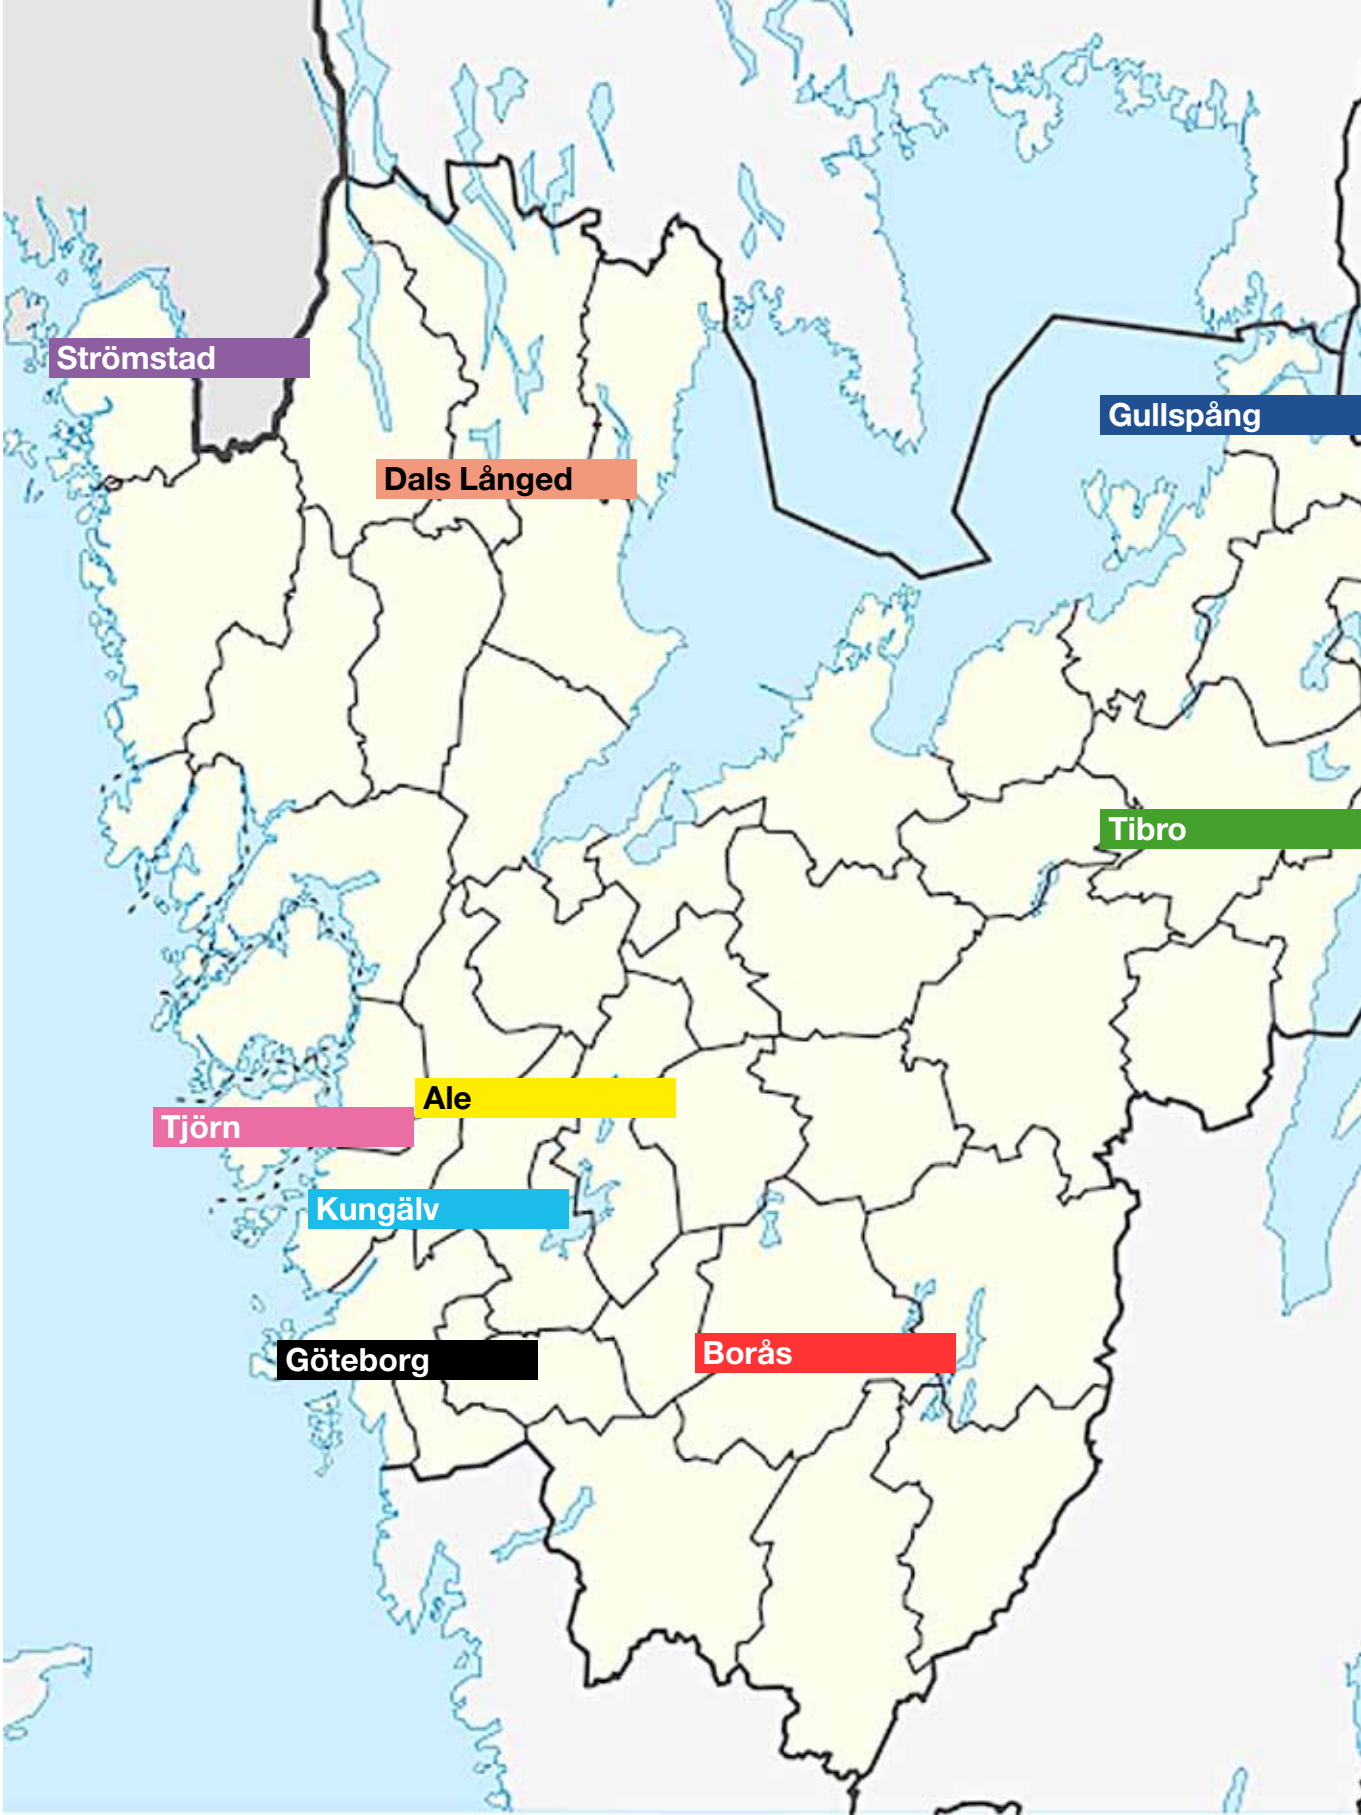 Strömstad
Gullspång
Dals Långed
Tibro
Ale
Tjörn
Kungälv
Borås
Göteborg